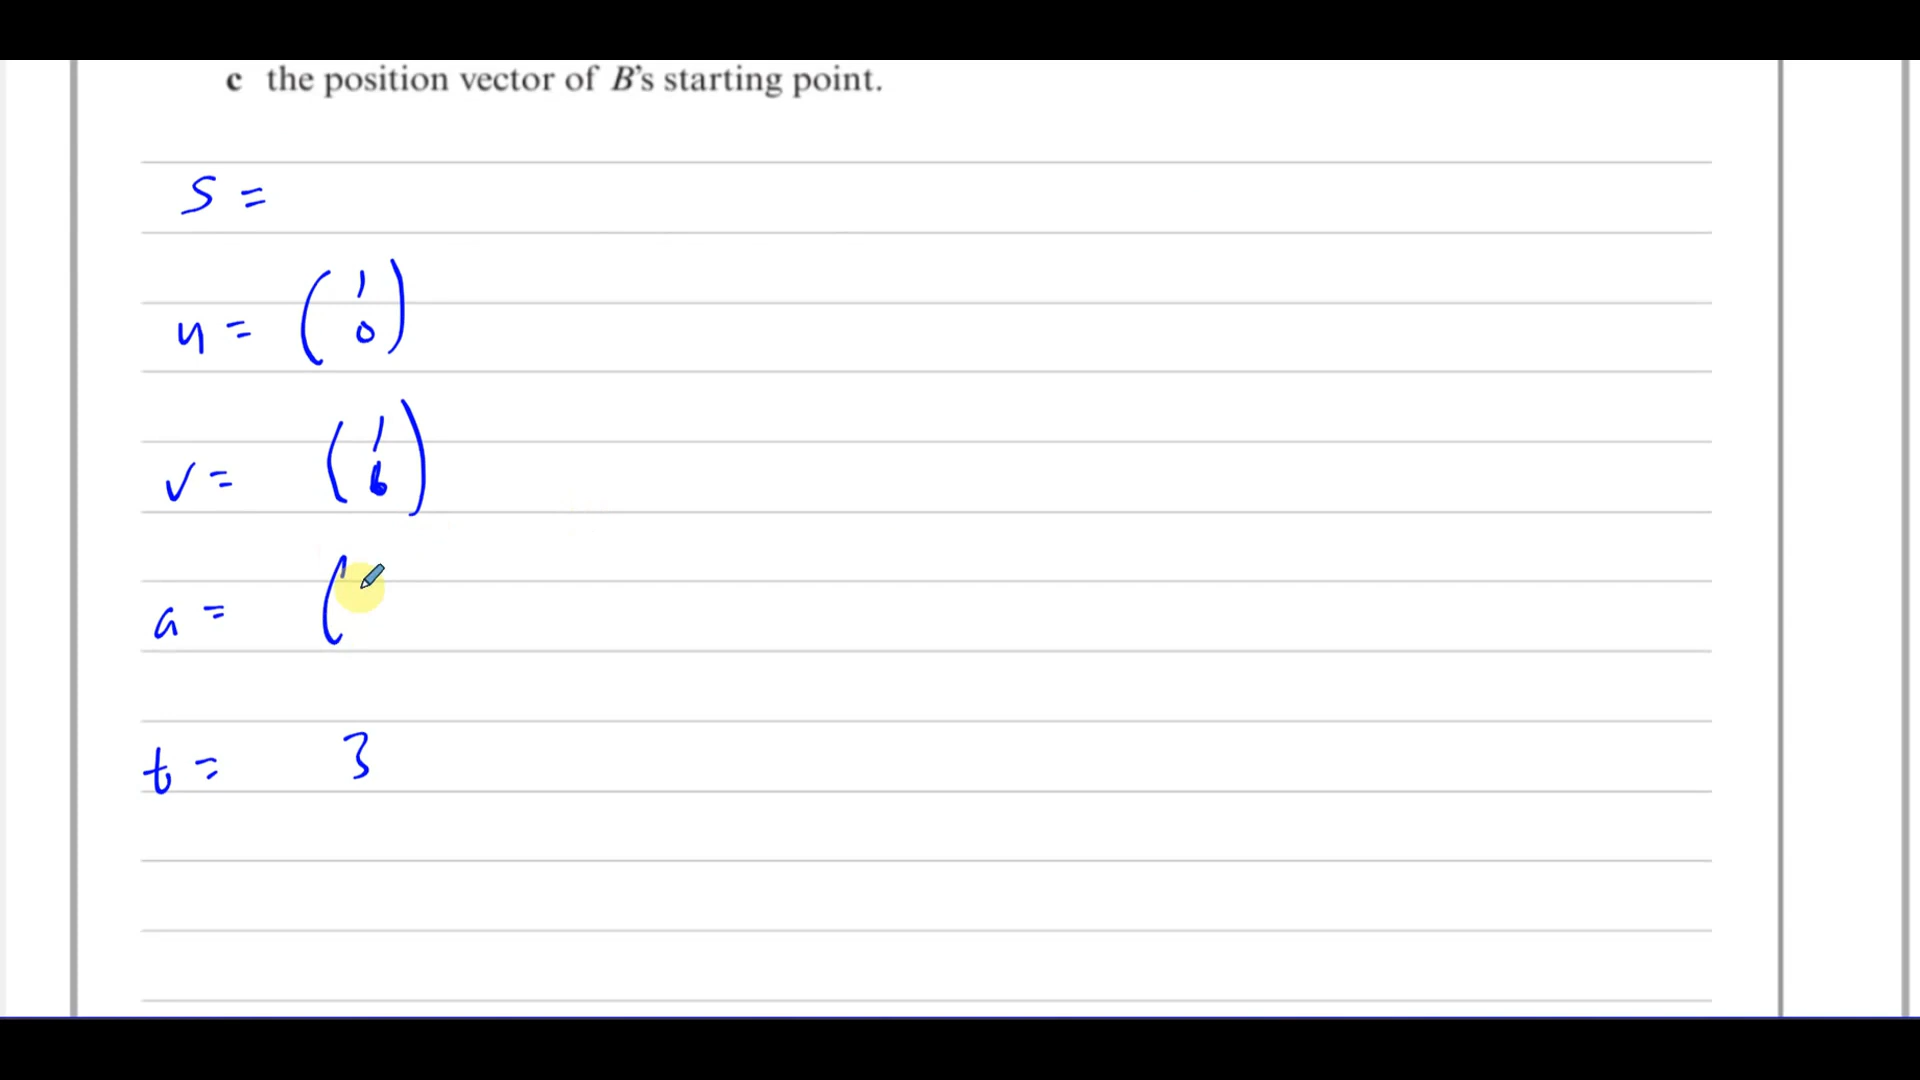 c the position vector of B's starting point.
s =
u = ( 1
0 )
v = ( 1
6 )
a = (
t = 3